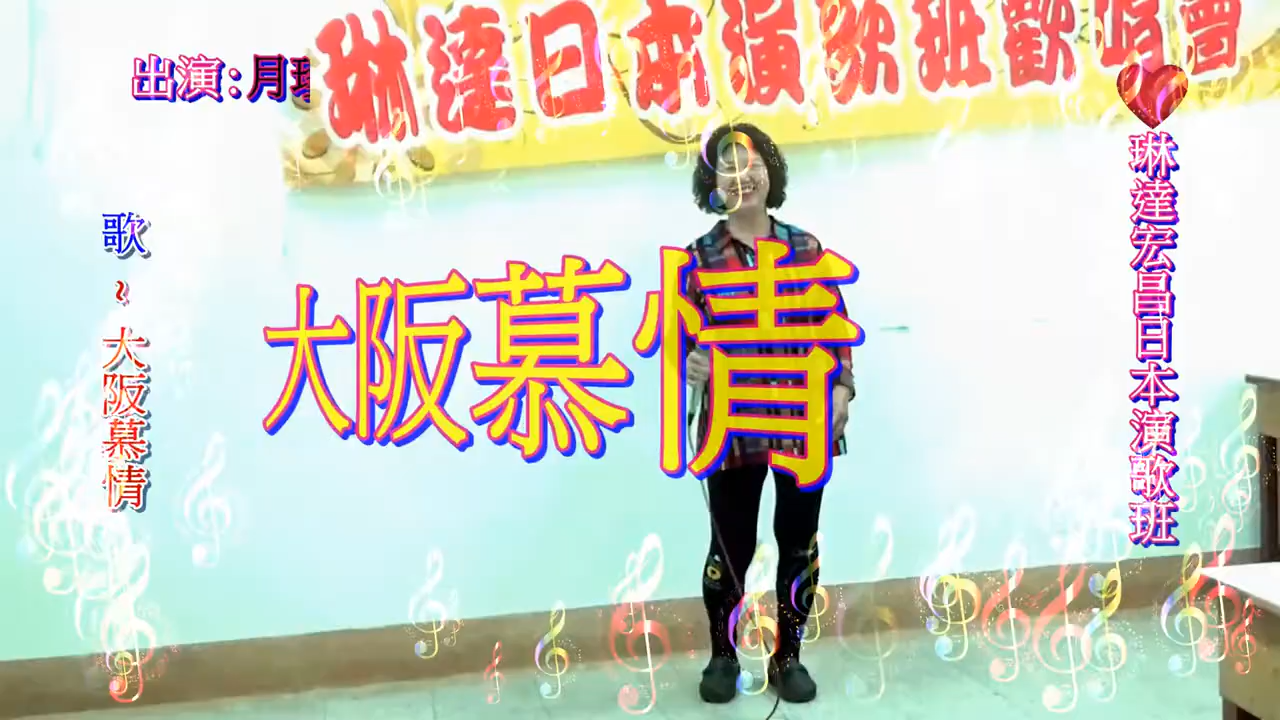 琳達日本演歌班歡唱會
出演:月
歌~大阪慕情
大阪慕情
琳達宏昌日本演歌班